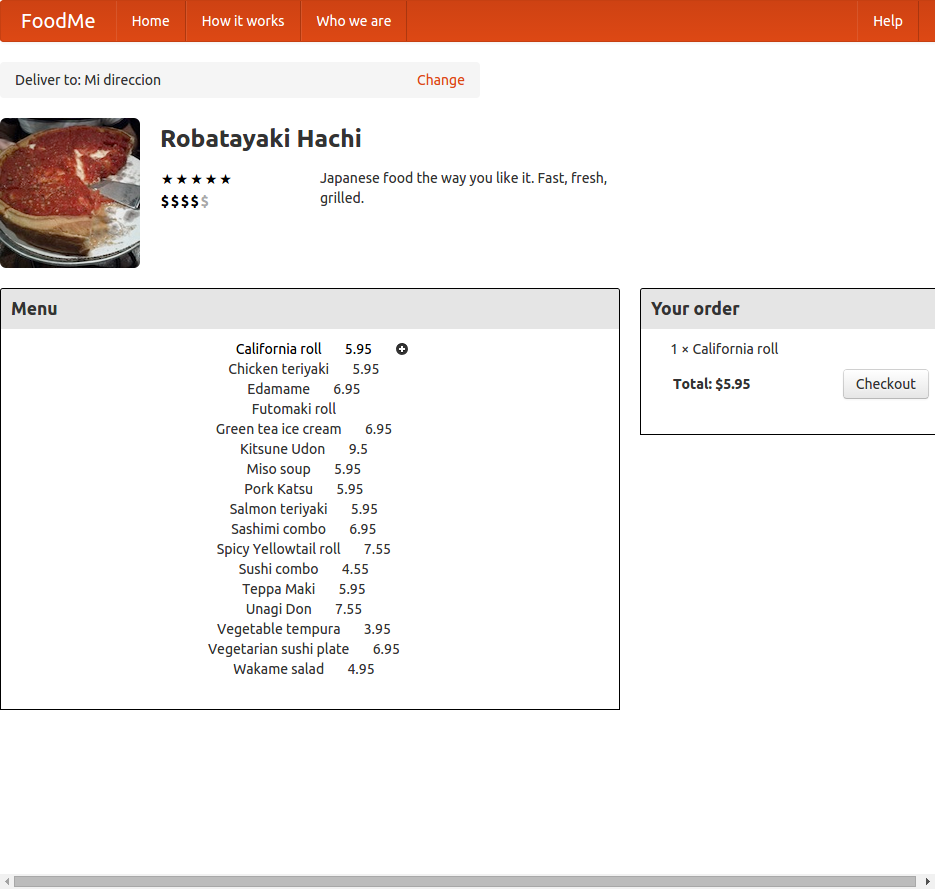 FoodMe Home How it works Who we are Help
Deliver to: Mi direccion Change
Robatayaki Hachi
★★★★★
Japanese food the way you like it. Fast, fresh,
grilled.
$$$$$
Menu
California roll 5.95
Chicken teriyaki 5.95
Edamame 6.95
Futomaki roll
Green tea ice cream 6.95
Kitsune Udon 9.5
Miso soup 5.95
Pork Katsu 5.95
Salmon teriyaki 5.95
Sashimi combo 6.95
Spicy Yellowtail roll 7.55
Sushi combo 4.55
Teppa Maki 5.95
Unagi Don 7.55
Vegetable tempura 3.95
Vegetarian sushi plate 6.95
Wakame salad 4.95
Your order
1 × California roll
Total: $5.95 Checkout